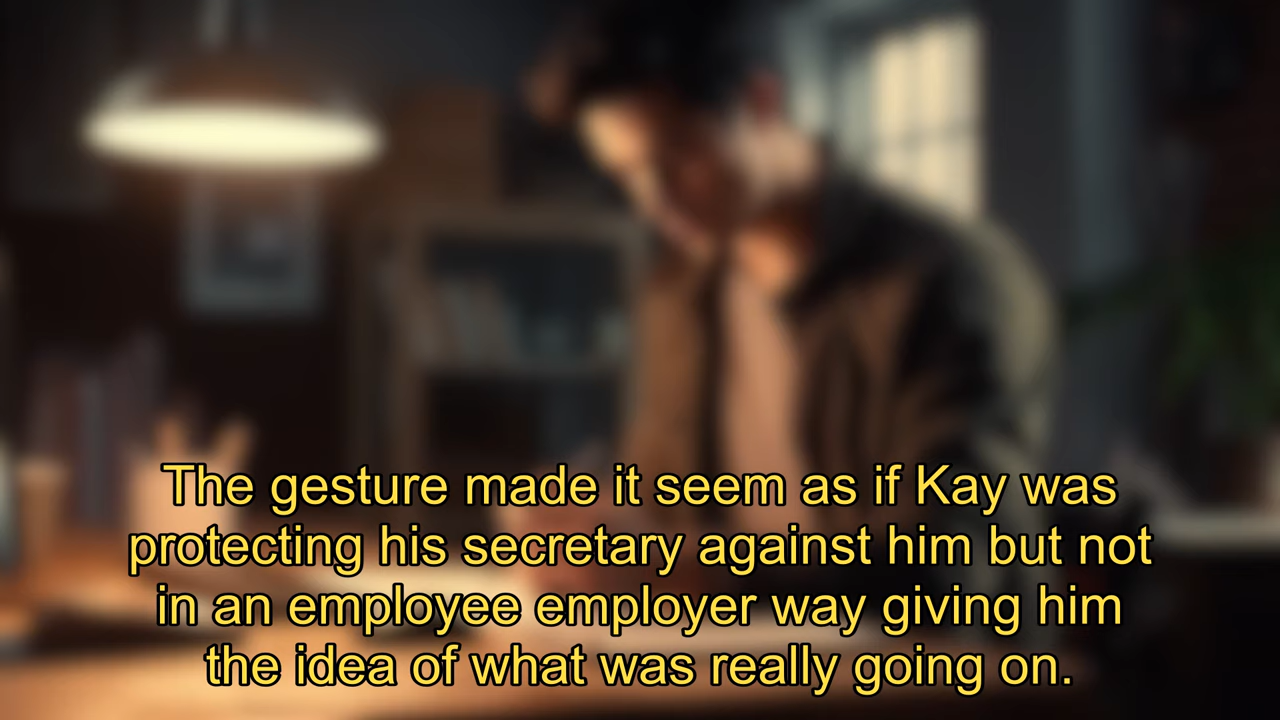 The gesture made it seem as if Kay was
protecting his secretary against him but not
in an employee employer way giving him
the idea of what was really going on.